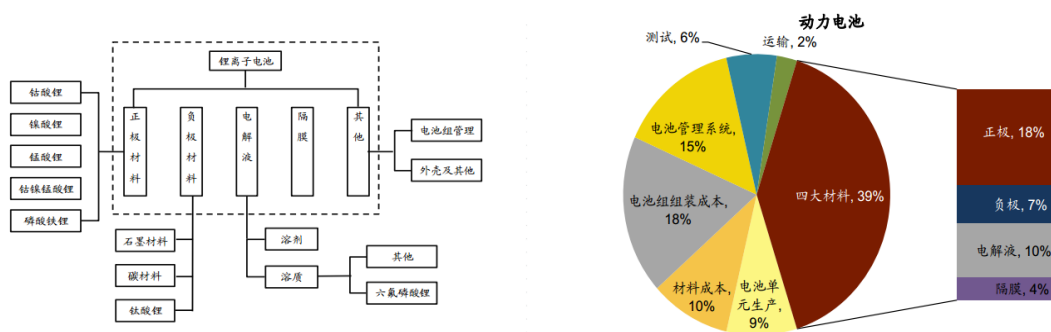 锂离子电池
钴酸锂
镍酸锂
锰酸锂
钴镍锰酸锂
磷酸铁锂
正极材料
负极材料
电解液
隔膜
其他
电池组管理
外壳及其他
石墨材料
碳材料
钛酸锂
溶剂
溶质
其他
六氟磷酸锂
动力电池
测试, 6%
运输, 2%
电池管理系统,
15%
电池组组装成本,
18%
材料成本,
10%
电池单
元生产,
9%
四大材料, 39%
正极, 18%
负极, 7%
电解液, 10%
隔膜, 4%